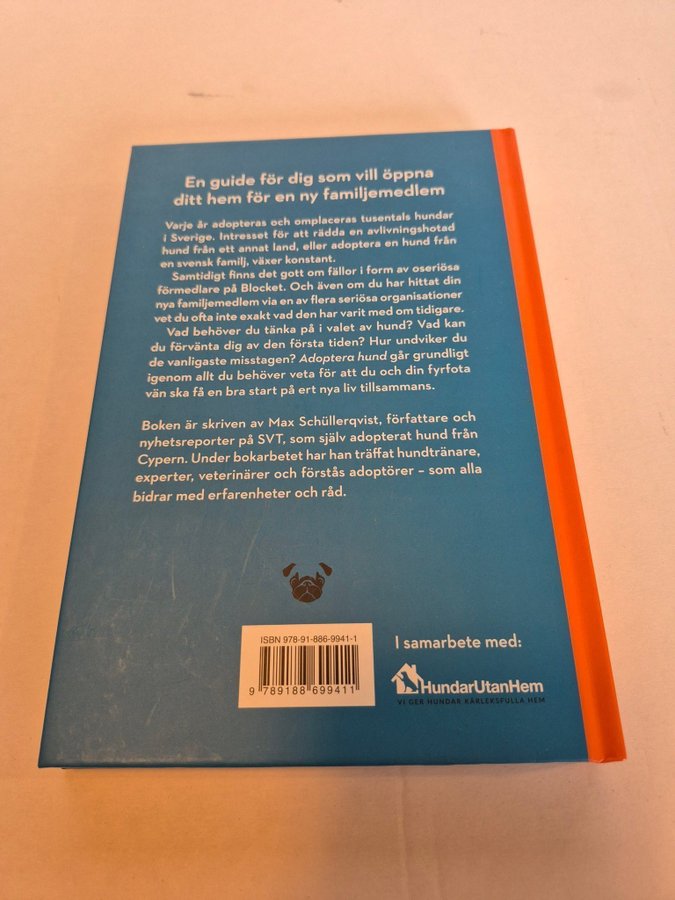 En guide för dig som vill öppna
ditt hem för en ny familjemedlem
Varje år adopteras och omplaceras tusentals hundar
i Sverige. Intresset för att rädda en avlivningshotad
hund från ett annat land, eller adoptera en hund från
en svensk familj, växer konstant.
Samtidigt finns det gott om fällor i form av oseriösa
förmedlare på Blocket. Och även om du har hittat din
nya familjemedlem via en av flera seriösa organisationer
vet du ofta inte exakt vad den har varit med om tidigare.
Vad behöver du tänka på i valet av hund? Vad kan
du förvänta dig av den första tiden? Hur undviker du
de vanligaste misstagen? Adoptera hund går grundligt
igenom allt du behöver veta för att du och din fyrfota
vän ska få en bra start på ert nya liv tillsammans.
Boken är skriven av Max Schüllerqvist, författare och
nyhetsreporter på SVT, som själv adopterat hund från
Cypern. Under bokarbetet har han träffat hundtränare,
experter, veterinärer och förstås adoptörer – som alla
bidrar med erfarenheter och råd.
ISBN 978-91-886-9941-1
9 789188 699411
I samarbete med:
HundarUtanHem
VI GER HUNDAR KÄRLEKSFULLA HEM